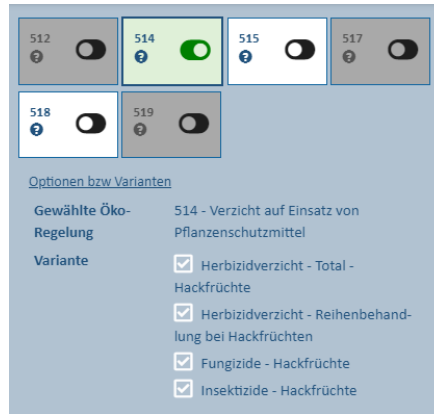 512
514
515
517
518
519
Optionen bzw Varianten
Gewählte Öko-
Regelung
514 - Verzicht auf Einsatz von
Pflanzenschutzmittel
Variante
Herbizidverzicht - Total -
Hackfrüchte
Herbizidverzicht - Reihenbehand-
lung bei Hackfrüchten
Fungizide - Hackfrüchte
Insektizide - Hackfrüchte